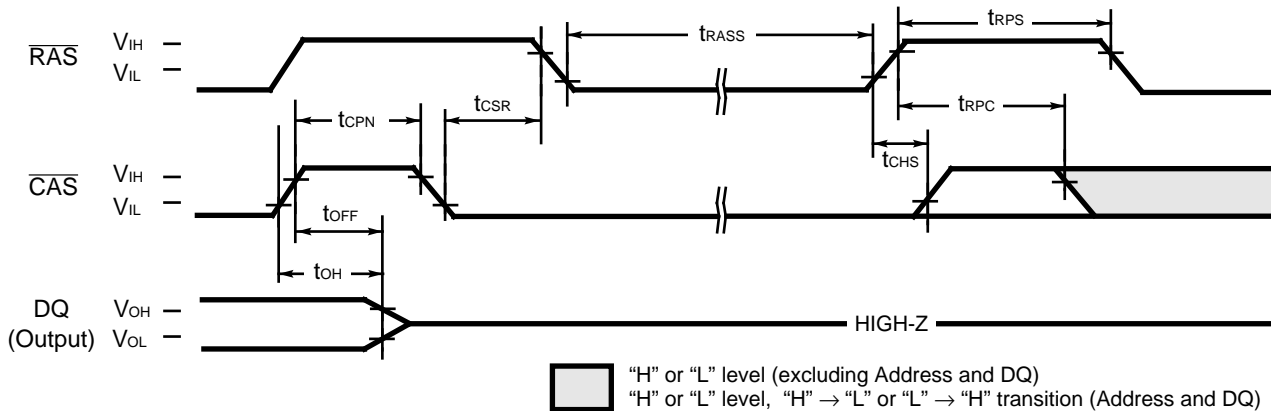 RAS
VIH
VIL
tRASS
tRPS
tCPN
tCSR
tRPC
tCHS
CAS
VIH
VIL
tOFF
tOH
DQ
(Output)
VOH
VOL
HIGH-Z
“H” or “L” level (excluding Address and DQ)
“H” or “L” level, “H” → “L” or “L” → “H” transition (Address and DQ)